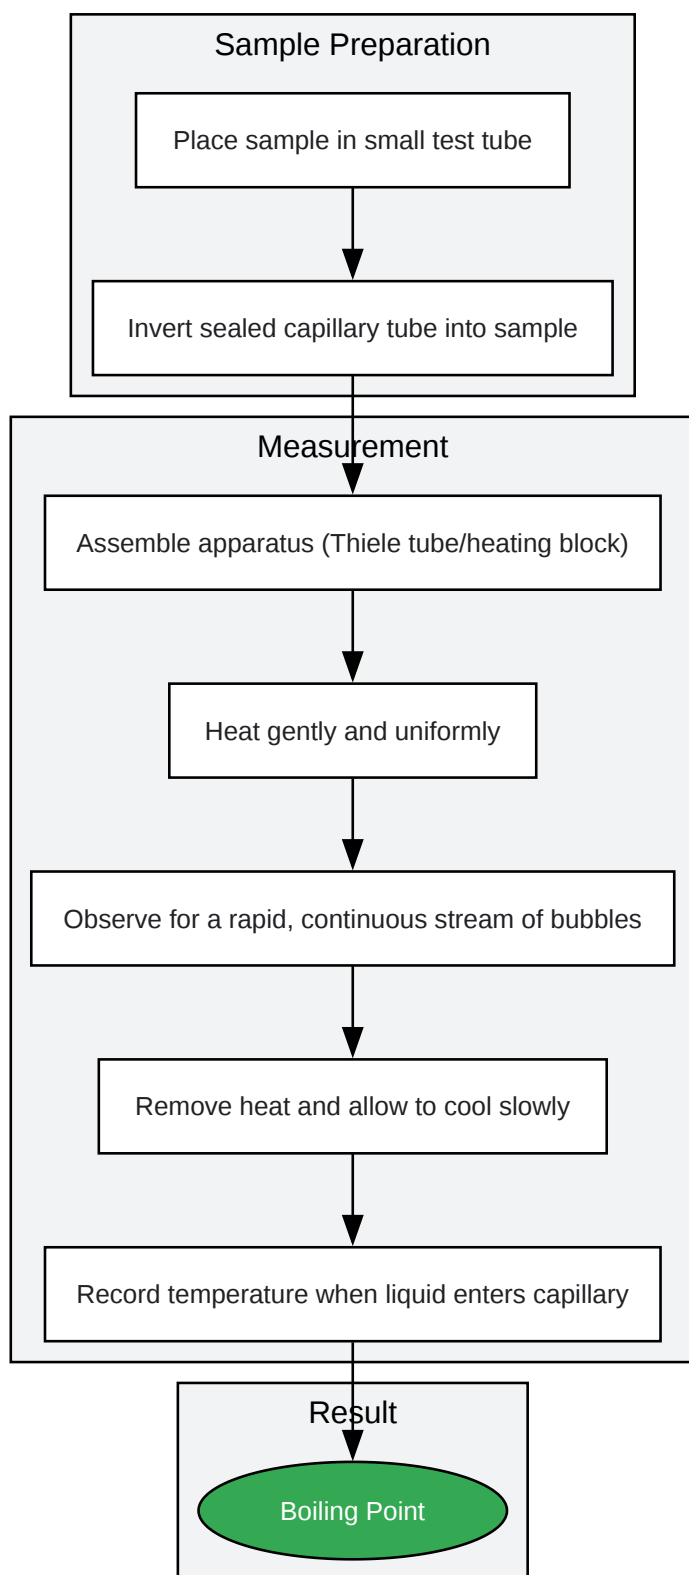 Sample Preparation
Place sample in small test tube
Invert sealed capillary tube into sample
Measurement
Assemble apparatus (Thiele tube/heating block)
Heat gently and uniformly
Observe for a rapid, continuous stream of bubbles
Remove heat and allow to cool slowly
Record temperature when liquid enters capillary
Result
Boiling Point